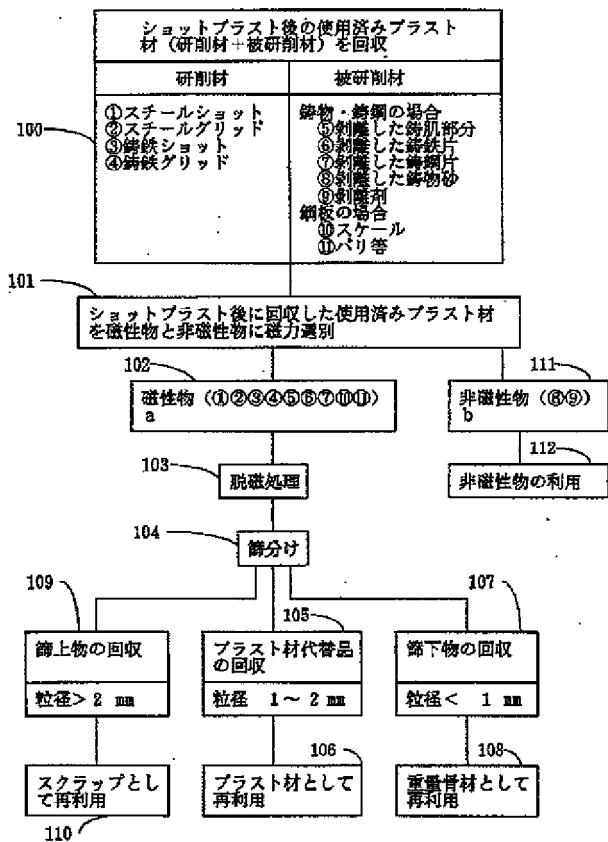 ショットブラスト後の使用済みブラスト
材(研削材+被研削材)を回収
研削材
被研削材
100
①スチールショット
②スチールグリッド
③鋳鉄ショット
④鋳鉄グリッド
鋳物・鋳鋼の場合
⑤剥離した鋳肌部分
⑥剥離した鋳鉄片
⑦剥離した鋳鋼片
⑧剥離した鋳物砂
⑨剥離剤
鋼板の場合
⑩スケール
⑪バリ等
101
ショットブラスト後に回収した使用済みブラスト材
を磁性物と非磁性物に磁力選別
102
磁性物(①②③④⑤⑥⑦⑩⑪)
a
111
非磁性物(⑧⑨)
b
103
脱磁処理
112
非磁性物の利用
104
篩分け
109
篩上物の回収
粒径>2 mm
105
ブラスト材代替品
の回収
粒径 1~2 mm
107
篩下物の回収
粒径< 1 mm
スクラップとし
て再利用
110
106
ブラスト材として
再利用
108
重量骨材として
再利用